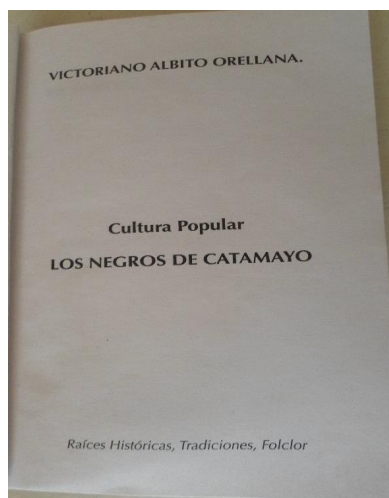 VICTORIANO ALBITO ORELLANA.
Cultura Popular
LOS NEGROS DE CATAMAYO
Raíces Históricas, Tradiciones, Folclor